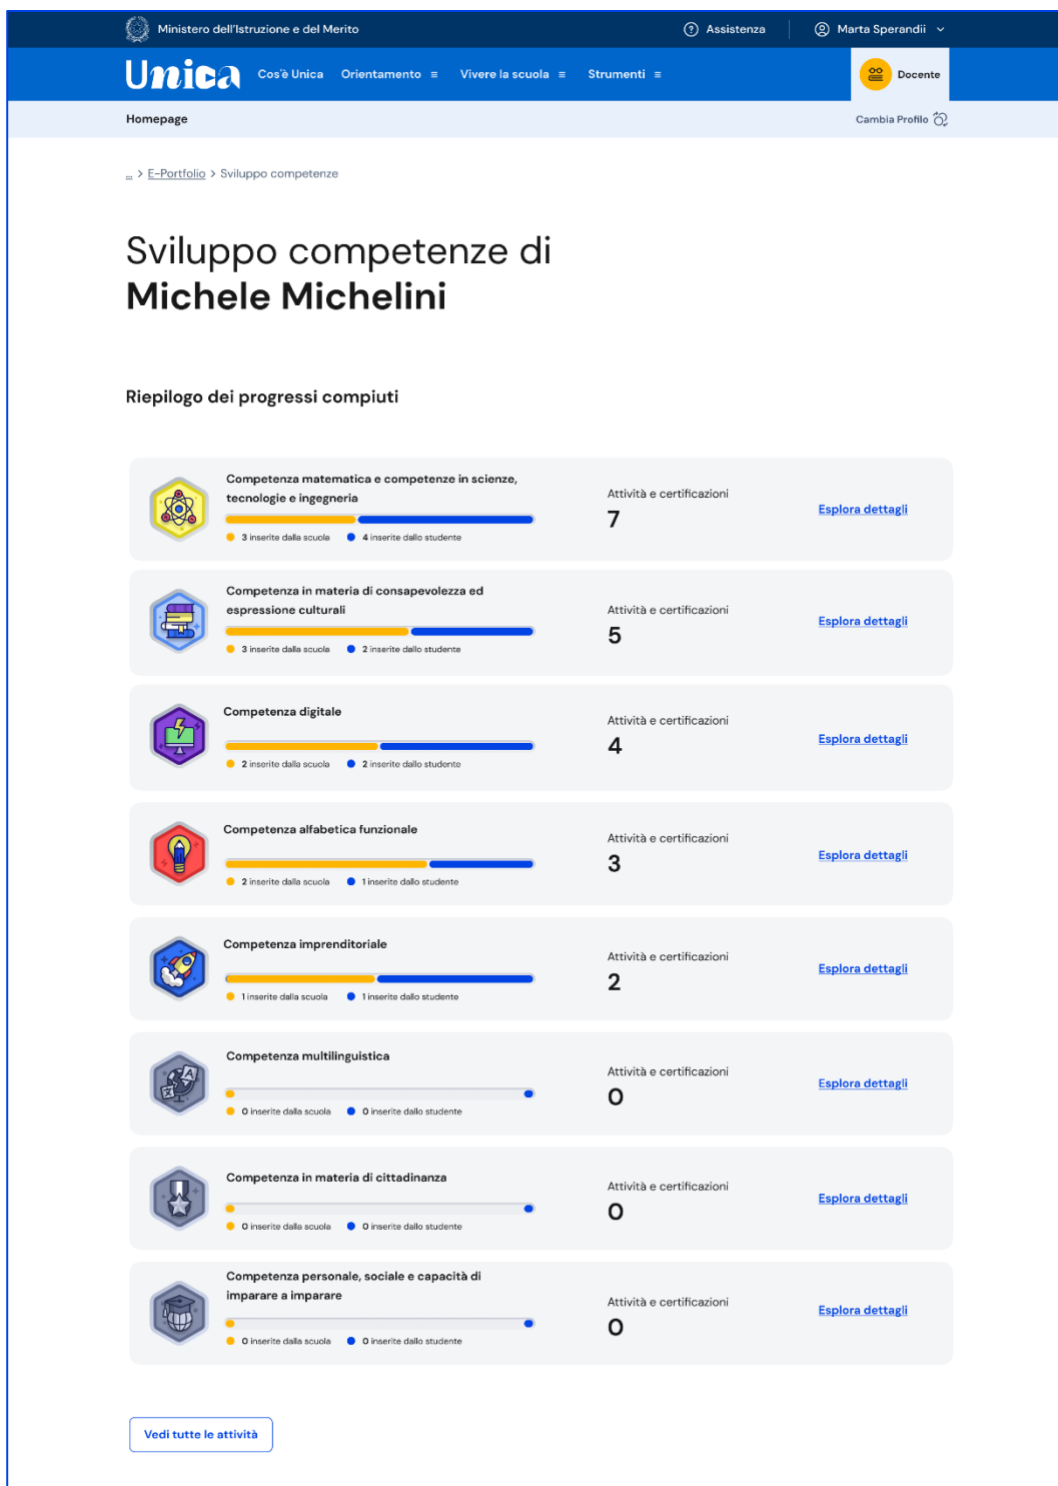 Ministero dell'Istruzione e del Merito
Assistenza
Marta Sperandii
Unica
Cos'è Unica
Orientamento
Vivere la scuola
Strumenti
Docente
Homepage
Cambia Profilo
... > E-Portfolio > Sviluppo competenze
Sviluppo competenze di
Michele Michelini
Riepilogo dei progressi compiuti
Competenza matematica e competenze in scienze,
tecnologie e ingegneria
3 inserite dalla scuola
4 inserite dallo studente
Attività e certificazioni
7
Esplora dettagli
Competenza in materia di consapevolezza ed
espressione culturali
3 inserite dalla scuola
2 inserite dallo studente
Attività e certificazioni
5
Esplora dettagli
Competenza digitale
2 inserite dalla scuola
2 inserite dallo studente
Attività e certificazioni
4
Esplora dettagli
Competenza alfabetica funzionale
2 inserite dalla scuola
1 inserite dallo studente
Attività e certificazioni
3
Esplora dettagli
Competenza imprenditoriale
1 inserite dalla scuola
1 inserite dallo studente
Attività e certificazioni
2
Esplora dettagli
Competenza multilinguistica
0 inserite dalla scuola
0 inserite dallo studente
Attività e certificazioni
0
Esplora dettagli
Competenza in materia di cittadinanza
0 inserite dalla scuola
0 inserite dallo studente
Attività e certificazioni
0
Esplora dettagli
Competenza personale, sociale e capacità di
imparare a imparare
0 inserite dalla scuola
0 inserite dallo studente
Attività e certificazioni
0
Esplora dettagli
Vedi tutte le attività